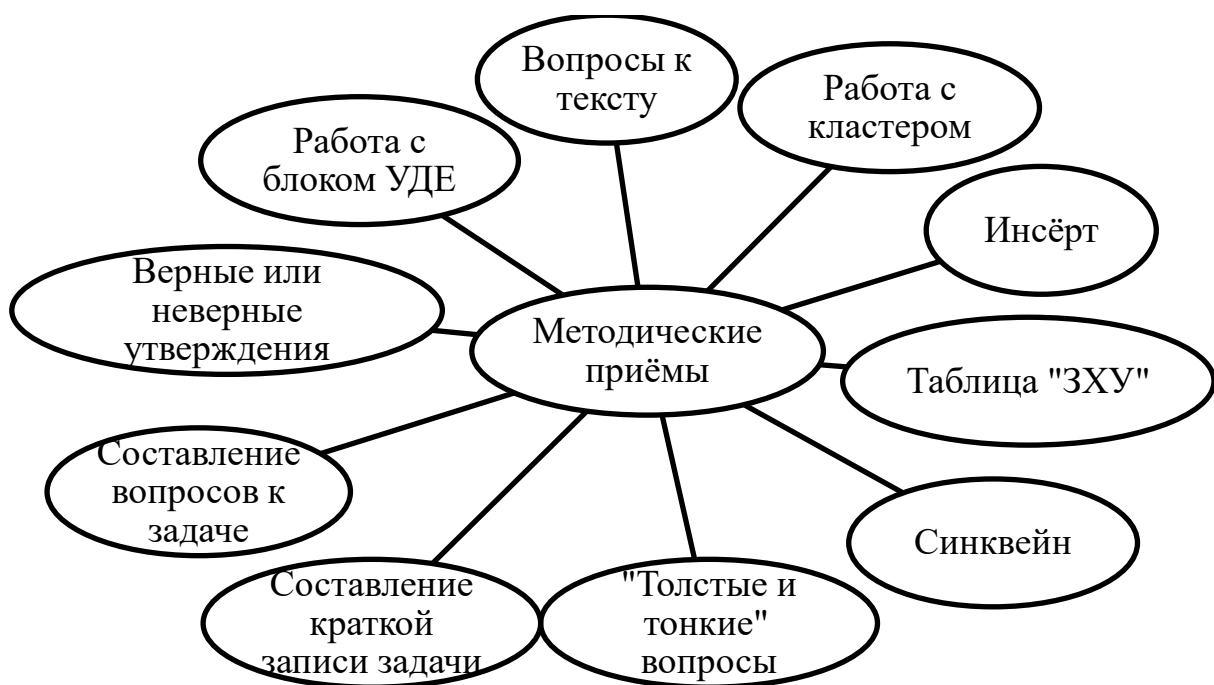 Вопросы к
тексту
Работа с
кластером
Работа с
блоком УДЕ
Инсёрт
Верные или
неверные
утверждения
Методические
приёмы
Таблица "ЗХУ"
Составление
вопросов к
задаче
Синквейн
Составление
краткой
записи задачи
"Толстые и
тонкие"
вопросы